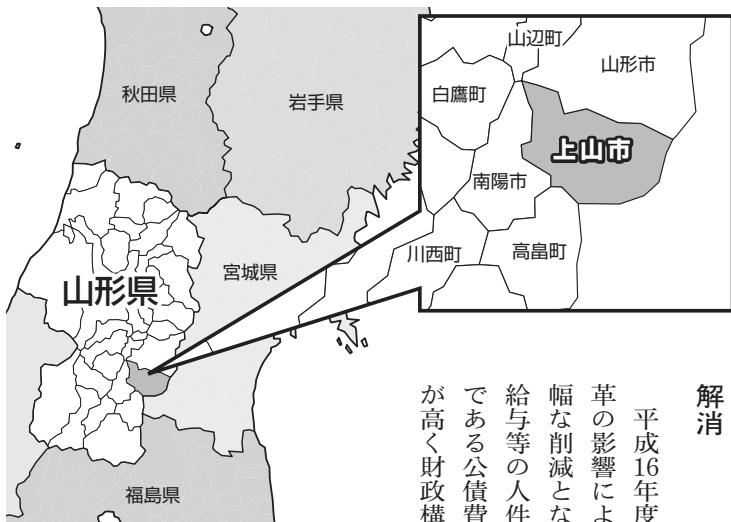 秋田県
岩手県
宮城県
山形県
福島県
山辺町
山形市
白鷹町
上山市
南陽市
川西町
高畠町
解消
平成16年度
革の影響によ
幅な削減とな
給与等の人件
である公債費
が高く財政構